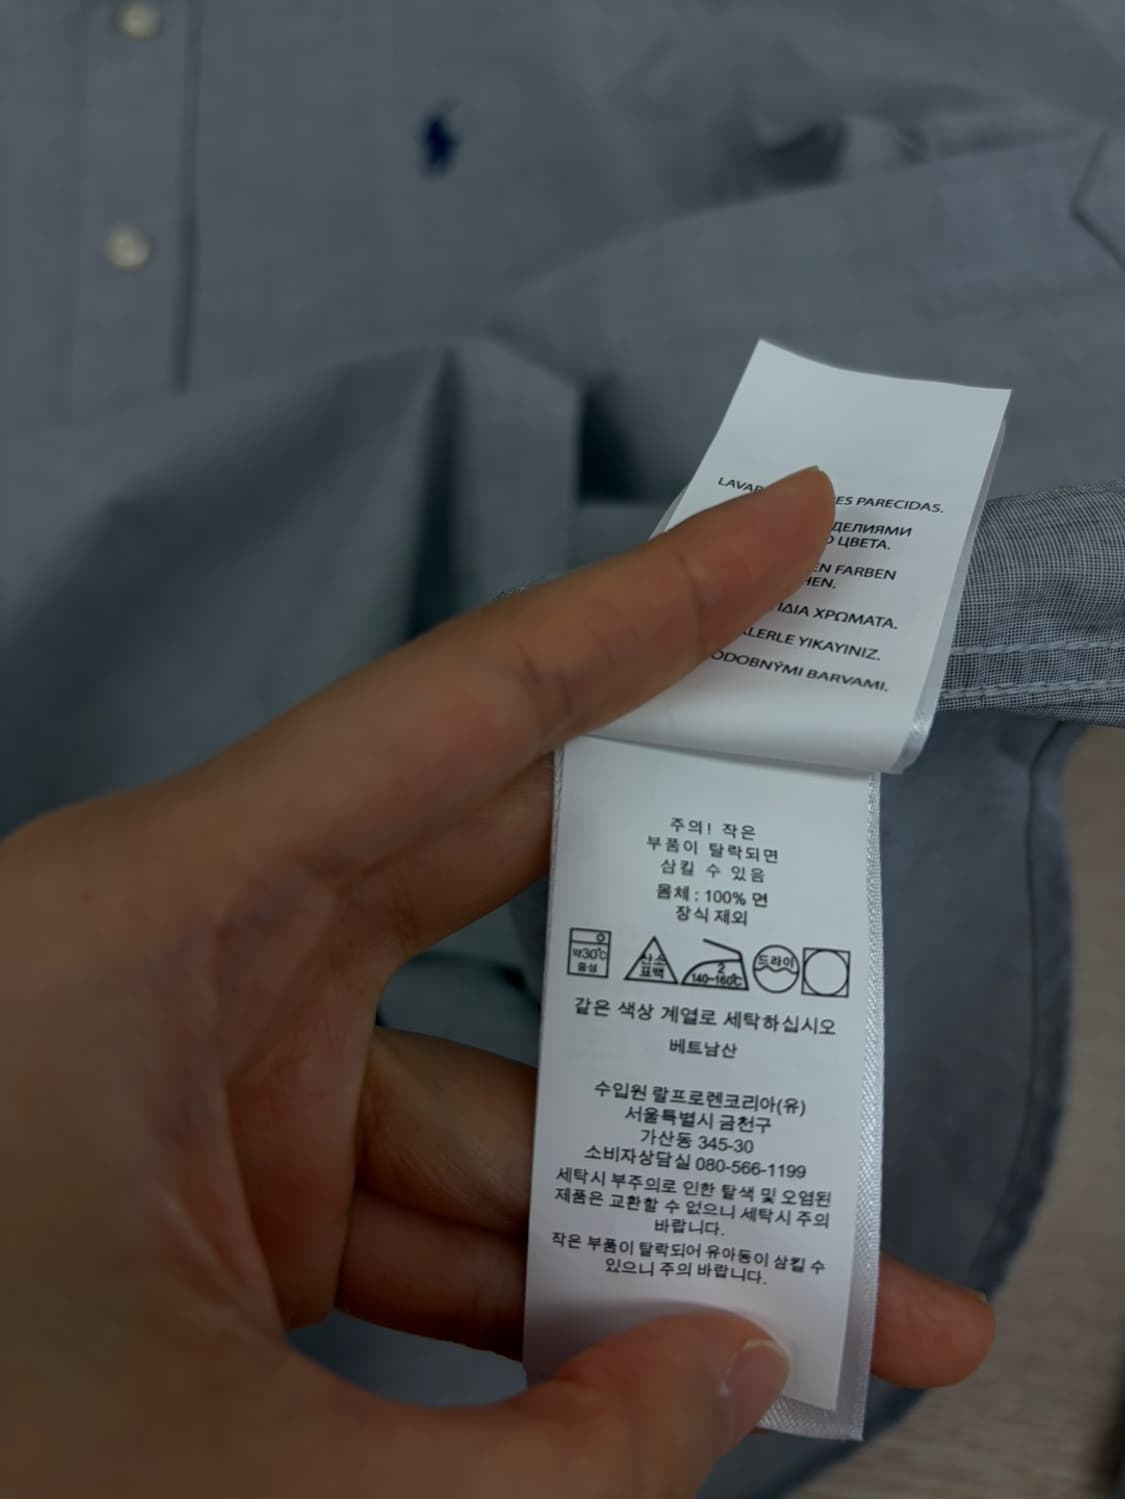 ES PARECIDAS.
ЦВЕТА.
EN FARBEN
ΙΔΙΑ ΧΡΩΜΑΤΑ.
YIKAYINIZ.
BARVAMI.
주의! 작은
부품이 탈락되면
삼킬 수 있음
몸체 : 100% 면
장식 제외
약30℃
중성
산소
표백
2
140~160℃
드라이
같은 색상 계열로 세탁하십시오
베트남산
수입원 랄프로렌코리아(유)
서울특별시 금천구
가산동 345-30
소비자상담실 080-566-1199
세탁시 부주의로 인한 탈색 및 오염된
제품은 교환할 수 없으니 세탁시 주의
바랍니다.
작은 부품이 탈락되어 유아동이 삼킬 수
있으니 주의 바랍니다.